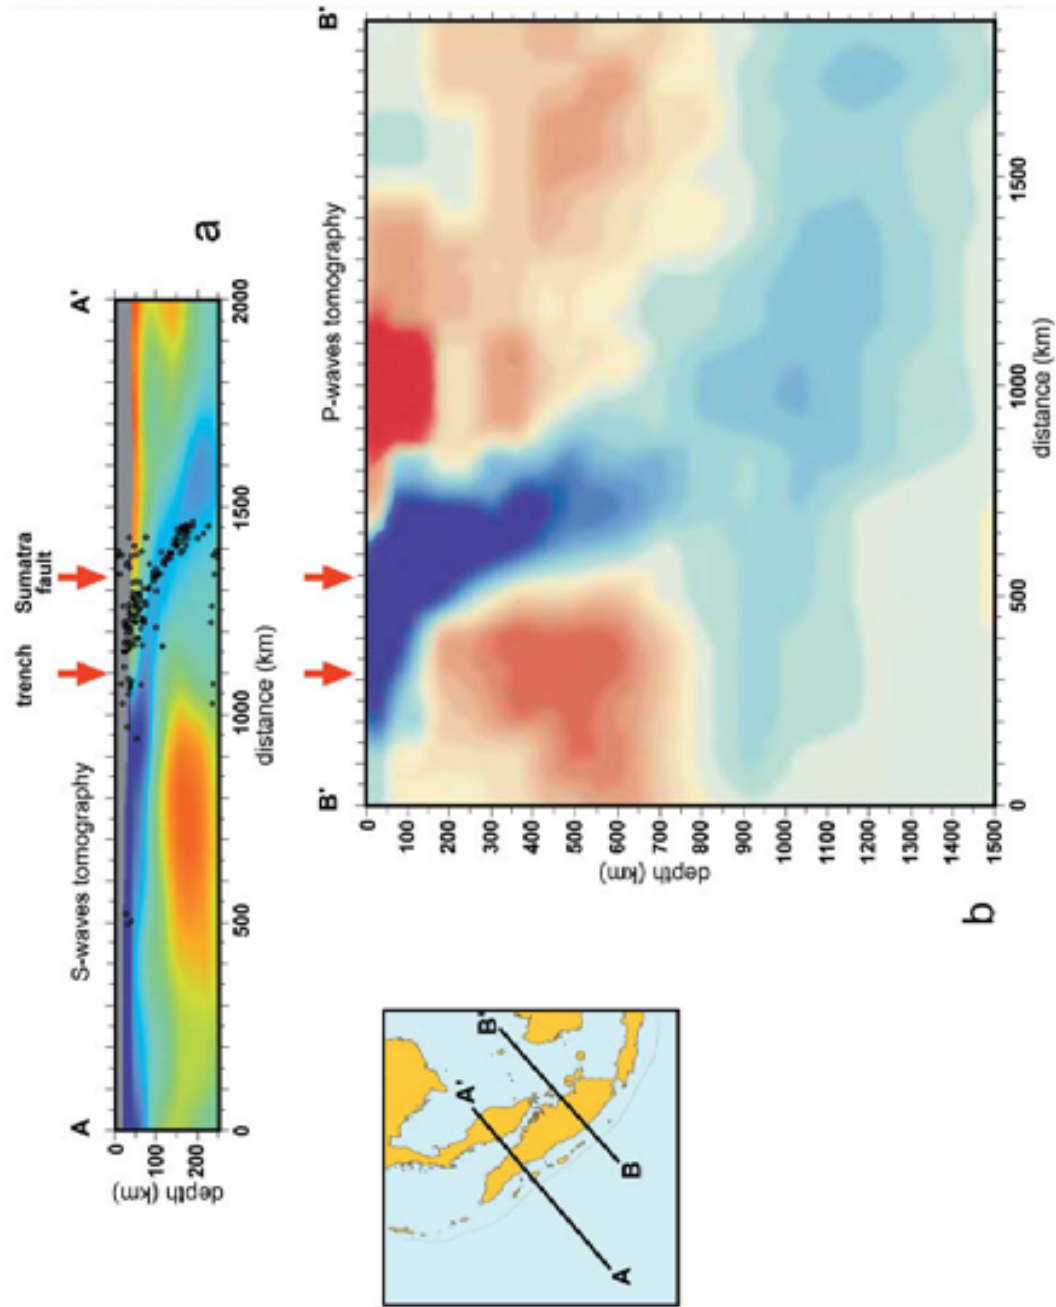 trench
Sumatra
fault
A
S-waves tomography
A'
0
100
200
depth (km)
0
500
1000
1500
2000
distance (km)
a
B'
P-waves tomography
B'
0
100
200
300
400
500
600
700
800
900
1000
1100
1200
1300
1400
1500
depth (km)
0
500
1000
1500
distance (km)
b
A
A'
B
B'